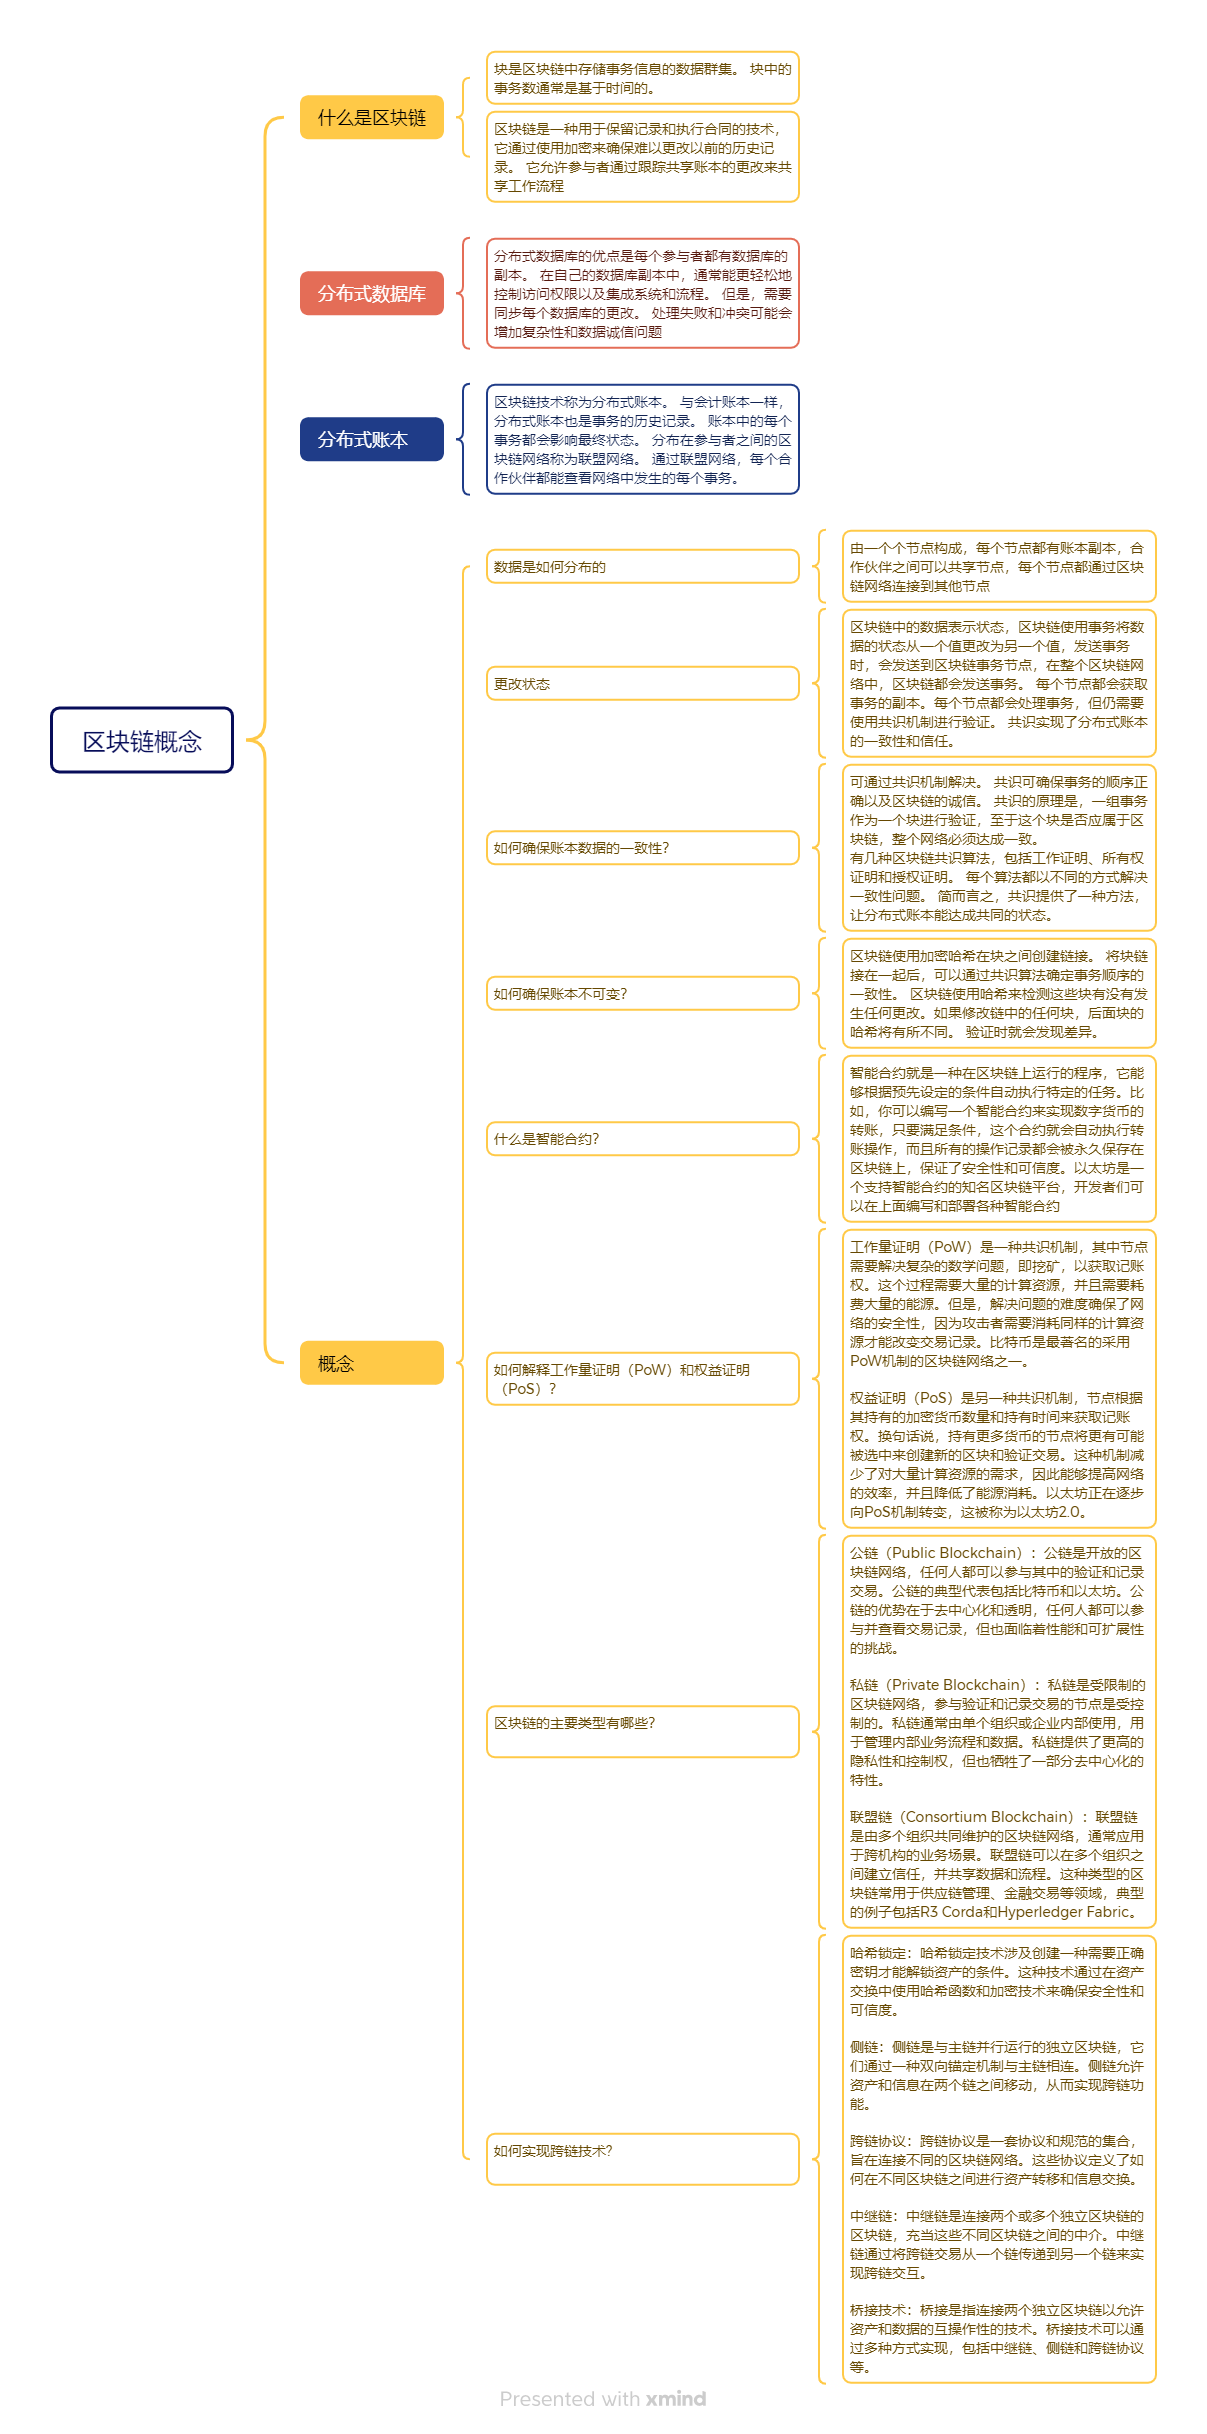 区块链概念
什么是区块链
块是区块链中存储事务信息的数据群集。 块中的
事务数通常是基于时间的。
区块链是一种用于保留记录和执行合同的技术，
它通过使用加密来确保难以更改以前的历史记
录。 它允许参与者通过跟踪共享账本的更改来共
享工作流程
分布式数据库
分布式数据库的优点是每个参与者都有数据库的
副本。 在自己的数据库副本中，通常能更轻松地
控制访问权限以及集成系统和流程。 但是，需要
同步每个数据库的更改。 处理失败和冲突可能会
增加复杂性和数据诚信问题
分布式账本
区块链技术称为分布式账本。 与会计账本一样，
分布式账本也是事务的历史记录。 账本中的每个
事务都会影响最终状态。 分布在参与者之间的区
块链网络称为联盟网络。 通过联盟网络，每个合
作伙伴都能查看网络中发生的每个事务。
概念
数据是如何分布的
由一个个节点构成，每个节点都有账本副本，合
作伙伴之间可以共享节点，每个节点都通过区块
链网络连接到其他节点
更改状态
区块链中的数据表示状态，区块链使用事务将数
据的状态从一个值更改为另一个值，发送事务
时，会发送到区块链事务节点，在整个区块链网
络中，区块链都会发送事务。 每个节点都会获取
事务的副本。每个节点都会处理事务，但仍需要
使用共识机制进行验证。 共识实现了分布式账本
的一致性和信任。
如何确保账本数据的一致性？
可通过共识机制解决。 共识可确保事务的顺序正
确以及区块链的诚信。 共识的原理是，一组事务
作为一个块进行验证，至于这个块是否应属于区
块链，整个网络必须达成一致。
有几种区块链共识算法，包括工作证明、所有权
证明和授权证明。 每个算法都以不同的方式解决
一致性问题。 简而言之，共识提供了一种方法，
让分布式账本能达成共同的状态。
如何确保账本不可变？
区块链使用加密哈希在块之间创建链接。 将块链
接在一起后，可以通过共识算法确定事务顺序的
一致性。 区块链使用哈希来检测这些块有没有发
生任何更改。如果修改链中的任何块，后面块的
哈希将有所不同。 验证时就会发现差异。
什么是智能合约？
智能合约就是一种在区块链上运行的程序，它能
够根据预先设定的条件自动执行特定的任务。比
如，你可以编写一个智能合约来实现数字货币的
转账，只要满足条件，这个合约就会自动执行转
账操作，而且所有的操作记录都会被永久保存在
区块链上，保证了安全性和可信度。以太坊是一
个支持智能合约的知名区块链平台，开发者们可
以在上面编写和部署各种智能合约
如何解释工作量证明（PoW）和权益证明
（PoS）？
工作量证明（PoW）是一种共识机制，其中节点
需要解决复杂的数学问题，即挖矿，以获取记账
权。这个过程需要大量的计算资源，并且需要耗
费大量的能源。但是，解决问题的难度确保了网
络的安全性，因为攻击者需要消耗同样的计算资
源才能改变交易记录。比特币是最著名的采用
PoW机制的区块链网络之一。
权益证明（PoS）是另一种共识机制，节点根据
其持有的加密货币数量和持有时间来获取记账
权。换句话说，持有更多货币的节点将更有可能
被选中来创建新的区块和验证交易。这种机制减
少了对大量计算资源的需求，因此能够提高网络
的效率，并且降低了能源消耗。以太坊正在逐步
向PoS机制转变，这被称为以太坊2.0。
区块链的主要类型有哪些？
公链（Public Blockchain）：公链是开放的区
块链网络，任何人都可以参与其中的验证和记录
交易。公链的典型代表包括比特币和以太坊。公
链的优势在于去中心化和透明，任何人都可以参
与并查看交易记录，但也面临着性能和可扩展性
的挑战。
私链（Private Blockchain）：私链是受限制的
区块链网络，参与验证和记录交易的节点是受控
制的。私链通常由单个组织或企业内部使用，用
于管理内部业务流程和数据。私链提供了更高的
隐私性和控制权，但也牺牲了一部分去中心化的
特性。
联盟链（Consortium Blockchain）：联盟链
是由多个组织共同维护的区块链网络，通常应用
于跨机构的业务场景。联盟链可以在多个组织之
间建立信任，并共享数据和流程。这种类型的区
块链常用于供应链管理、金融交易等领域，典型
的例子包括R3 Corda和Hyperledger Fabric。
如何实现跨链技术？
哈希锁定：哈希锁定技术涉及创建一种需要正确
密钥才能解锁资产的条件。这种技术通过在资产
交换中使用哈希函数和加密技术来确保安全性和
可信度。
侧链：侧链是与主链并行运行的独立区块链，它
们通过一种双向锚定机制与主链相连。侧链允许
资产和信息在两个链之间移动，从而实现跨链功
能。
跨链协议：跨链协议是一套协议和规范的集合，
旨在连接不同的区块链网络。这些协议定义了如
何在不同区块链之间进行资产转移和信息交换。
中继链：中继链是连接两个或多个独立区块链的
区块链，充当这些不同区块链之间的中介。中继
链通过将跨链交易从一个链传递到另一个链来实
现跨链交互。
桥接技术：桥接是指连接两个独立区块链以允许
资产和数据的互操作性的技术。桥接技术可以通
过多种方式实现，包括中继链、侧链和跨链协议
等。
Presented with xmind